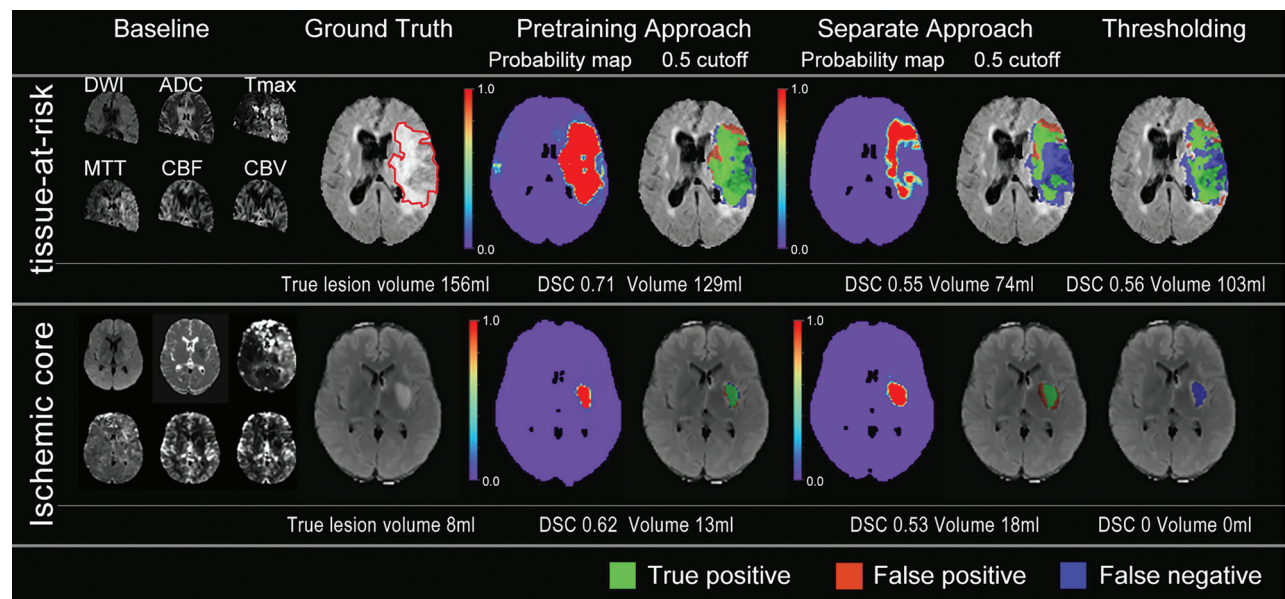 Baseline Ground Truth Pretraining Approach Separate Approach Thresholding
Probability map 0.5 cutoff Probability map 0.5 cutoff
tissue-at-risk
DWI ADC Tmax
MTT CBF CBV
1.0 1.0
0.0 0.0
True lesion volume 156ml DSC 0.71 Volume 129ml DSC 0.55 Volume 74ml DSC 0.56 Volume 103ml
Ischemic core
1.0 1.0
0.0 0.0
True lesion volume 8ml DSC 0.62 Volume 13ml DSC 0.53 Volume 18ml DSC 0 Volume 0ml
True positive False positive False negative